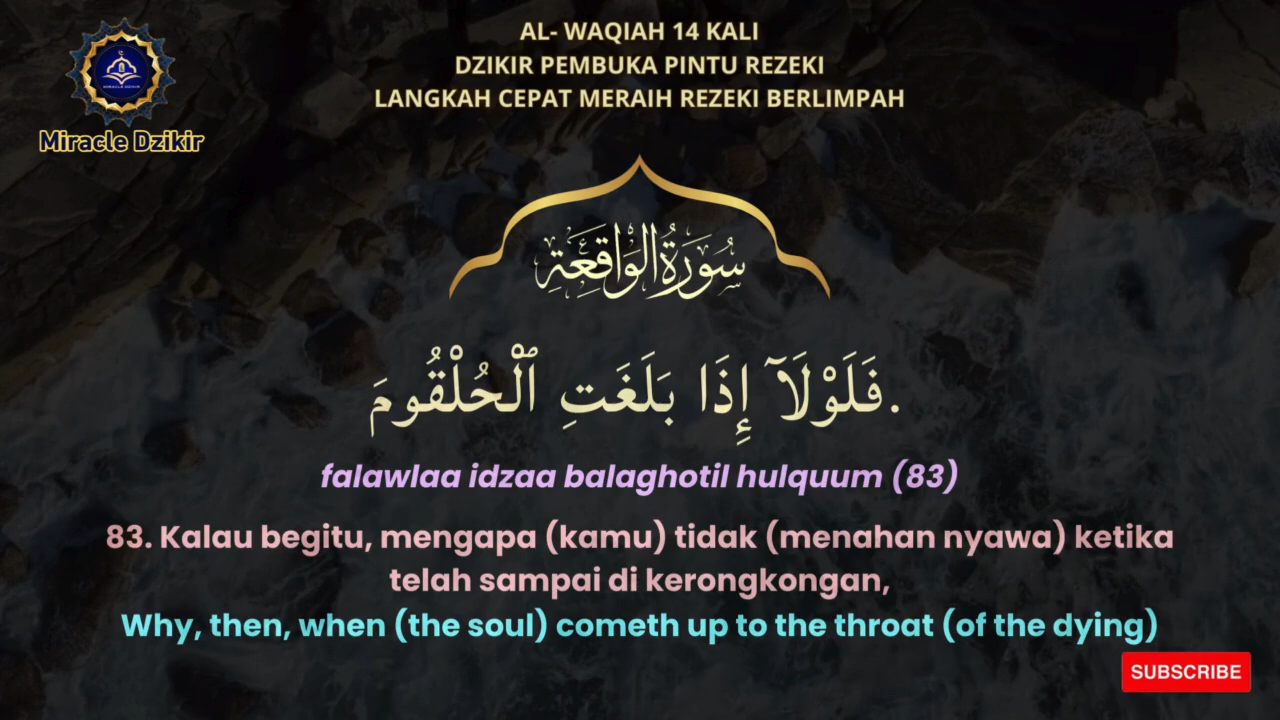 AL- WAQIAH 14 KALI
DZIKIR PEMBUKA PINTU REZEKI
LANGKAH CEPAT MERAIH REZEKI BERLIMPAH
Miracle Dzikir
سُورَةُ الوَاقِعَةِ
فَلَوْلَآ إِذَا بَلَغَتِ ٱلْحُلْقُومَ.
falawlaa idzaa balaghotil hulquum (83)
83. Kalau begitu, mengapa (kamu) tidak (menahan nyawa) ketika
telah sampai di kerongkongan,
Why, then, when (the soul) cometh up to the throat (of the dying)
SUBSCRIBE